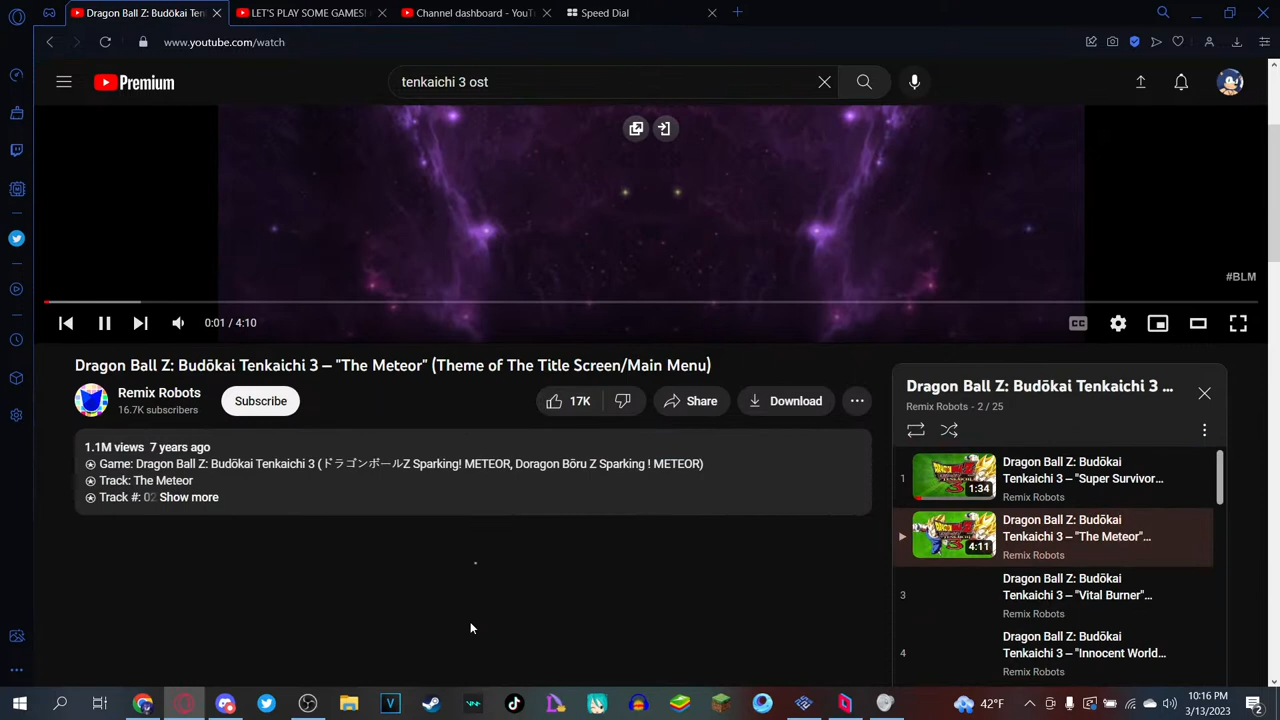 Dragon Ball Z: Budōkai Ten
LET'S PLAY SOME GAMES!
Channel dashboard - YouT
Speed Dial
www.youtube.com/watch
Premium
tenkaichi 3 ost
#BLM
0:01 / 4:10
CC
Dragon Ball Z: Budōkai Tenkaichi 3 – "The Meteor" (Theme of The Title Screen/Main Menu)
Remix Robots
16.7K subscribers
Subscribe
17K
Share
Download
1.1M views 7 years ago
✪ Game: Dragon Ball Z: Budōkai Tenkaichi 3 (ドラゴンボールZ Sparking! METEOR, Doragon Bōru Z Sparking ! METEOR)
✪ Track: The Meteor
✪ Track #: 02 Show more
Dragon Ball Z: Budōkai Tenkaichi 3 ...
Remix Robots - 2 / 25
1
1:34
Dragon Ball Z: Budōkai
Tenkaichi 3 – "Super Survivor...
Remix Robots
4:11
Dragon Ball Z: Budōkai
Tenkaichi 3 – "The Meteor"...
Remix Robots
3
Dragon Ball Z: Budōkai
Tenkaichi 3 – "Vital Burner"...
Remix Robots
4
Dragon Ball Z: Budōkai
Tenkaichi 3 – "Innocent World...
Remix Robots
42°F
10:16 PM
3/13/2023